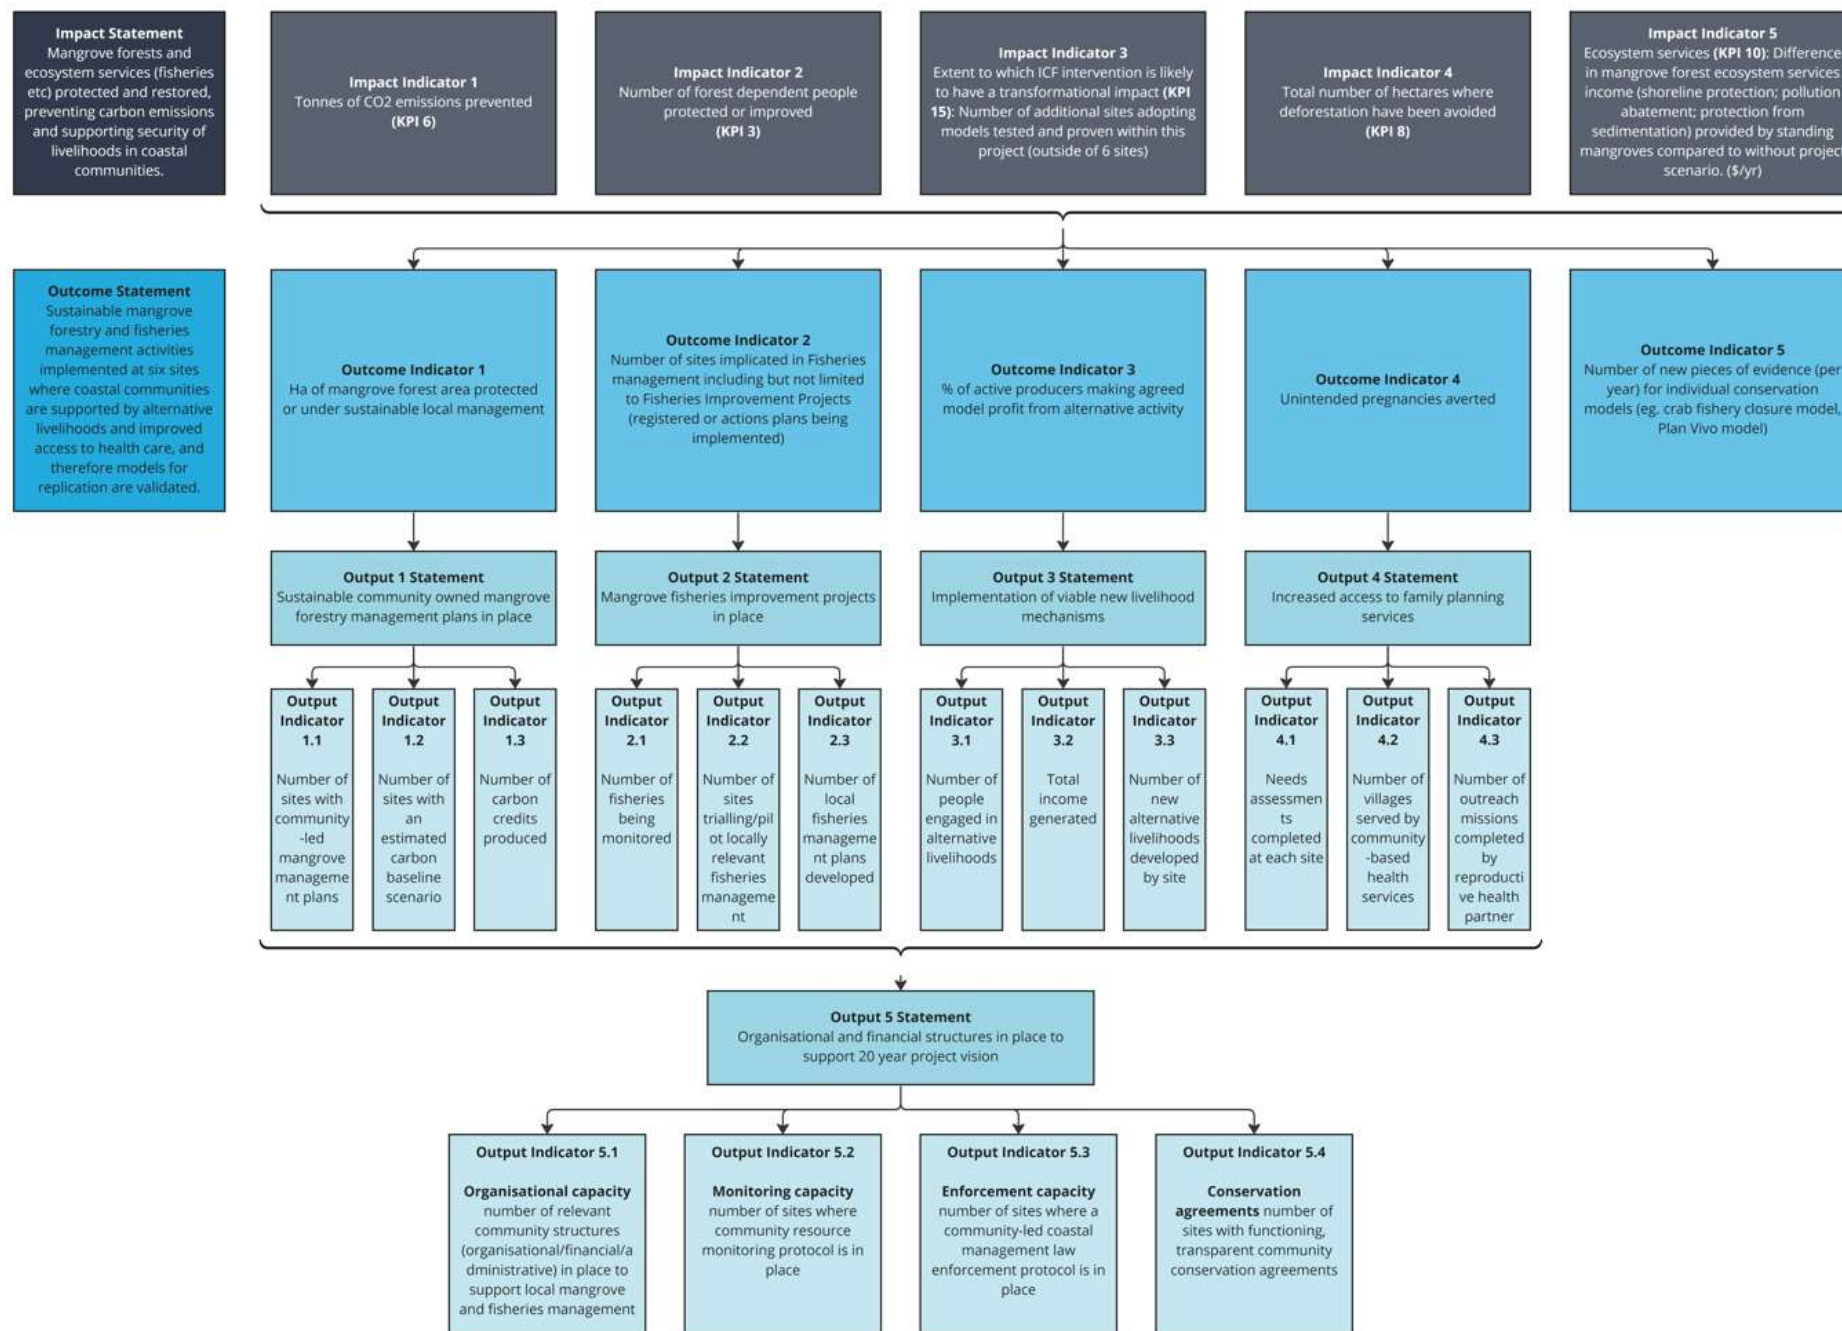 Impact Statement
Mangrove forests and
ecosystem services (fisheries
etc) protected and restored,
preventing carbon emissions
and supporting security of
livelihoods in coastal
communities.
Impact Indicator 1
Tonnes of CO2 emissions prevented
(KPI 6)
Impact Indicator 2
Number of forest dependent people
protected or improved
(KPI 3)
Impact Indicator 3
Extent to which ICF intervention is likely
to have a transformational impact (KPI
15): Number of additional sites adopting
models tested and proven within this
project (outside of 6 sites)
Impact Indicator 4
Total number of hectares where
deforestation have been avoided
(KPI 8)
Impact Indicator 5
Ecosystem services (KPI 10): Difference
in mangrove forest ecosystem services
income (shoreline protection; pollution
abatement; protection from
sedimentation) provided by standing
mangroves compared to without project
scenario. ($/yr)
Outcome Statement
Sustainable mangrove
forestry and fisheries
management activities
implemented at six sites
where coastal communities
are supported by alternative
livelihoods and improved
access to health care, and
therefore models for
replication are validated.
Outcome Indicator 1
Ha of mangrove forest area protected
or under sustainable local management
Outcome Indicator 2
Number of sites implicated in Fisheries
management including but not limited
to Fisheries Improvement Projects
(registered or actions plans being
implemented)
Outcome Indicator 3
% of active producers making agreed
model profit from alternative activity
Outcome Indicator 4
Unintended pregnancies averted
Outcome Indicator 5
Number of new pieces of evidence (per
year) for individual conservation
models (eg. crab fishery closure model,
Plan Vivo model)
Output 1 Statement
Sustainable community owned mangrove
forestry management plans in place
Output 2 Statement
Mangrove fisheries improvement projects
in place
Output 3 Statement
Implementation of viable new livelihood
mechanisms
Output 4 Statement
Increased access to family planning
services
Output
Indicator
1.1
Number of
sites with
community
-led
mangrove
manageme
nt plans
Output
Indicator
1.2
Number of
sites with
an
estimated
carbon
baseline
scenario
Output
Indicator
1.3
Number of
carbon
credits
produced
Output
Indicator
2.1
Number of
fisheries
being
monitored
Output
Indicator
2.2
Number of
sites
trialling/pil
ot locally
relevant
fisheries
manageme
nt
Output
Indicator
2.3
Number of
local
fisheries
manageme
nt plans
developed
Output
Indicator
3.1
Number of
people
engaged in
alternative
livelihoods
Output
Indicator
3.2
Total
income
generated
Output
Indicator
3.3
Number of
new
alternative
livelihoods
developed
by site
Output
Indicator
4.1
Needs
assessmen
ts
completed
at each site
Output
Indicator
4.2
Number of
villages
served by
community
-based
health
services
Output
Indicator
4.3
Number of
outreach
missions
completed
by
reproducti
ve health
partner
Output 5 Statement
Organisational and financial structures in place to
support 20 year project vision
Output Indicator 5.1
Organisational capacity
number of relevant
community structures
(organisational/financial/a
dministrative) in place to
support local mangrove
and fisheries management
Output Indicator 5.2
Monitoring capacity
number of sites where
community resource
monitoring protocol is in
place
Output Indicator 5.3
Enforcement capacity
number of sites where a
community-led coastal
management law
enforcement protocol is in
place
Output Indicator 5.4
Conservation
agreements number of
sites with functioning,
transparent community
conservation agreements